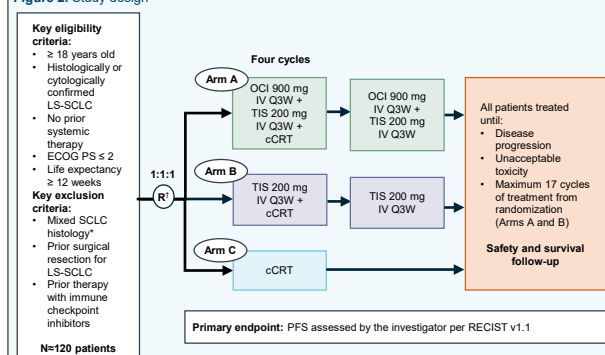 Figure 2. Study design
Key eligibility
criteria:
• ≥ 18 years old
• Histologically or
cytologically
confirmed
LS-SCLC
• No prior
systemic
therapy
• ECOG PS ≤ 2
• Life expectancy
≥ 12 weeks
Key exclusion
criteria:
• Mixed SCLC
histology*
• Prior surgical
resection for
LS-SCLC
• Prior therapy
with immune
checkpoint
inhibitors
N≈120 patients
1:1:1
R†
Four cycles
Arm A
OCI 900 mg
IV Q3W +
TIS 200 mg
IV Q3W +
cCRT
OCI 900 mg
IV Q3W +
TIS 200 mg
IV Q3W
Arm B
TIS 200 mg
IV Q3W +
cCRT
TIS 200 mg
IV Q3W
Arm C
cCRT
All patients treated
until:
• Disease
progression
• Unacceptable
toxicity
• Maximum 17 cycles
of treatment from
randomization
(Arms A and B)
Safety and survival
follow-up
Primary endpoint: PFS assessed by the investigator per RECIST v1.1